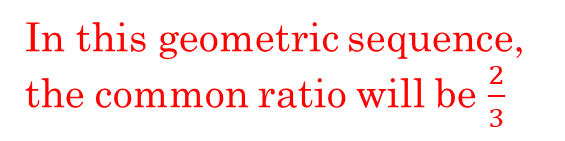 In this geometric sequence,
the common ratio will be 2/3